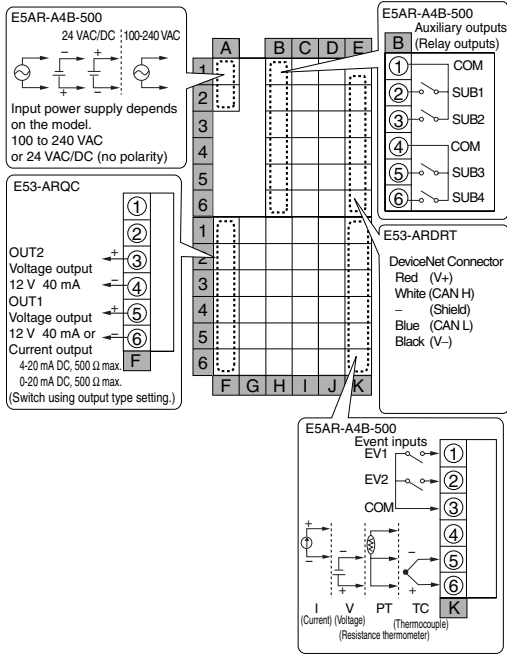 E5AR-A4B-500
24 VAC/DC 100-240 VAC
+
−
−
+
Input power supply depends
on the model.
100 to 240 VAC
or 24 VAC/DC (no polarity)
A B C D E
1
2
3
4
5
6
1
2
3
4
5
6
F G H I J K
E5AR-A4B-500
Auxiliary outputs
(Relay outputs)
B
① COM
② SUB1
③ SUB2
④ COM
⑤ SUB3
⑥ SUB4
E53-ARQC
①
②
OUT2 + ③
Voltage output
12 V 40 mA − ④
OUT1
Voltage output + ⑤
12 V 40 mA or − ⑥
Current output
4-20 mA DC, 500 Ω max.
0-20 mA DC, 500 Ω max.
F
(Switch using output type setting.)
E53-ARDRT
DeviceNet Connector
Red (V+)
White (CAN H)
– (Shield)
Blue (CAN L)
Black (V–)
E5AR-A4B-500
Event inputs
EV1 ①
EV2 ②
COM ③
④
⑤
⑥
+
−
−
+
−
+
I V PT TC K
(Current) (Voltage) (Thermocouple)
(Resistance thermometer)